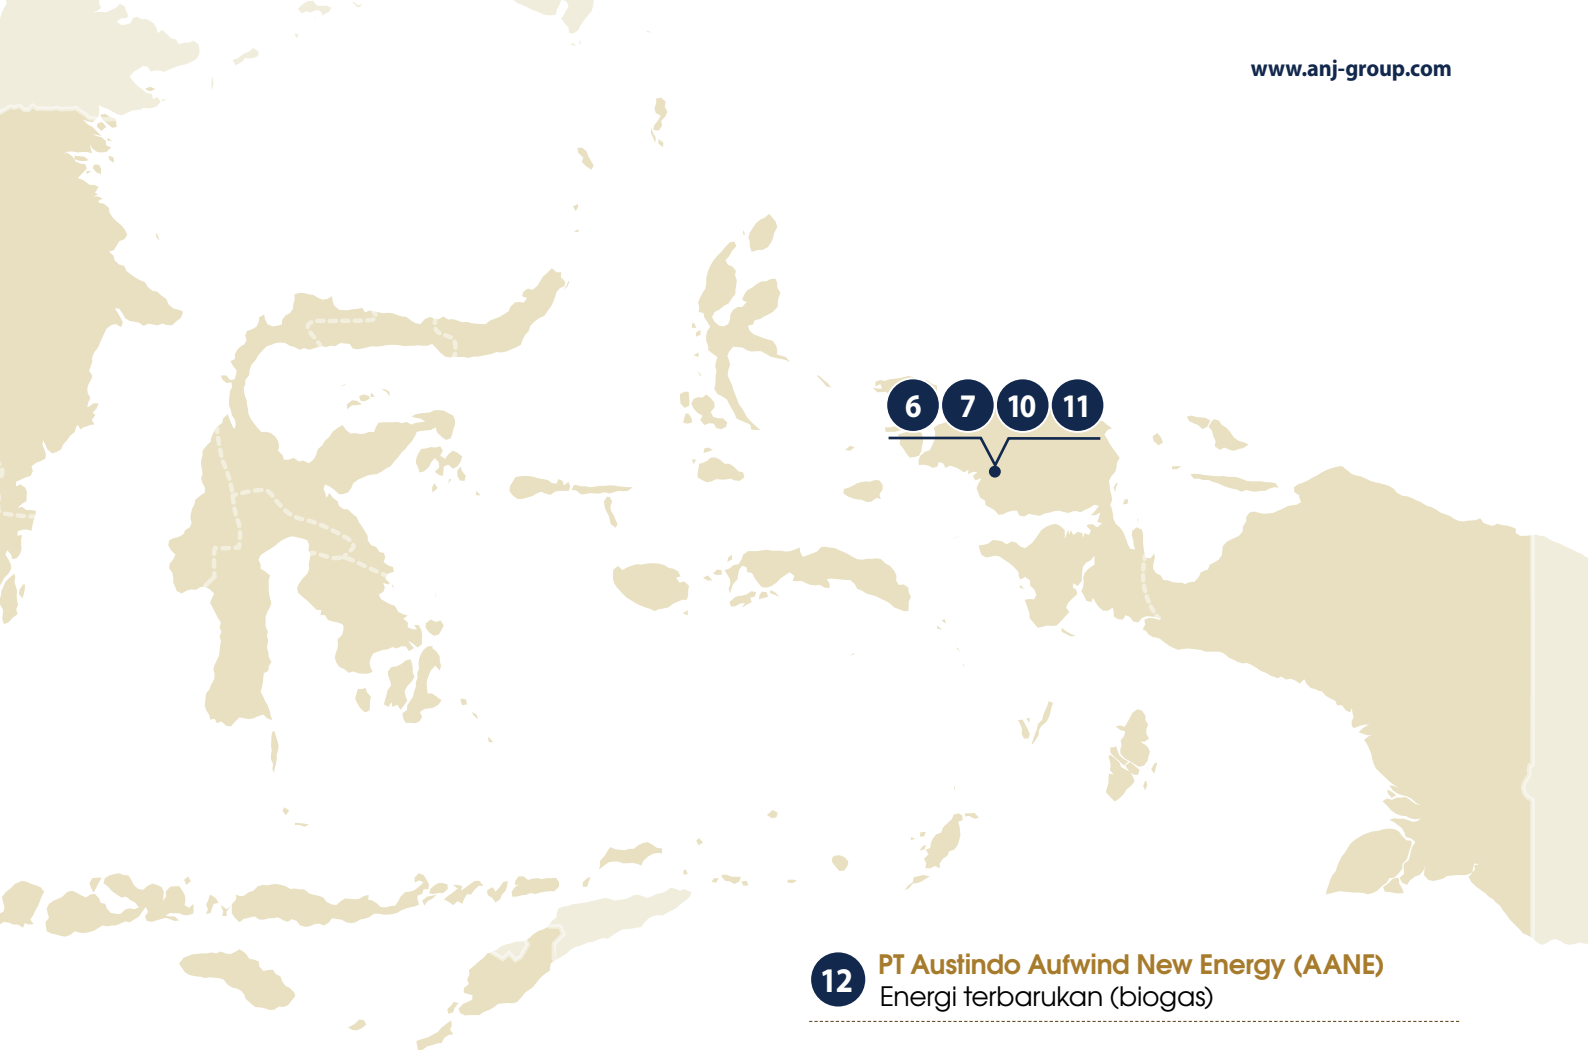 www.anj-group.com
6 7 10 11
12 PT Austindo Aufwind New Energy (AANE)
Energi terbarukan (biogas)